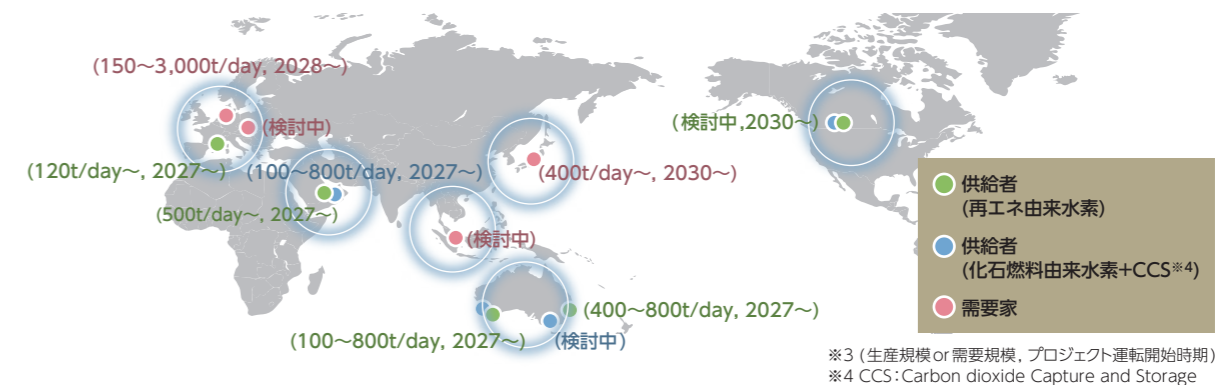 (150～3,000t/day, 2028～)
(検討中)
(検討中,2030～)
(120t/day～, 2027～)
(100～800t/day, 2027～)
(400t/day～, 2030～)
(500t/day～, 2027～)
(検討中)
(400～800t/day, 2027～)
(100～800t/day, 2027～)
(検討中)
供給者
(再エネ由来水素)
供給者
(化石燃料由来水素+CCS※4)
需要家
※3 (生産規模or需要規模, プロジェクト運転開始時期)
※4 CCS：Carbon dioxide Capture and Storage